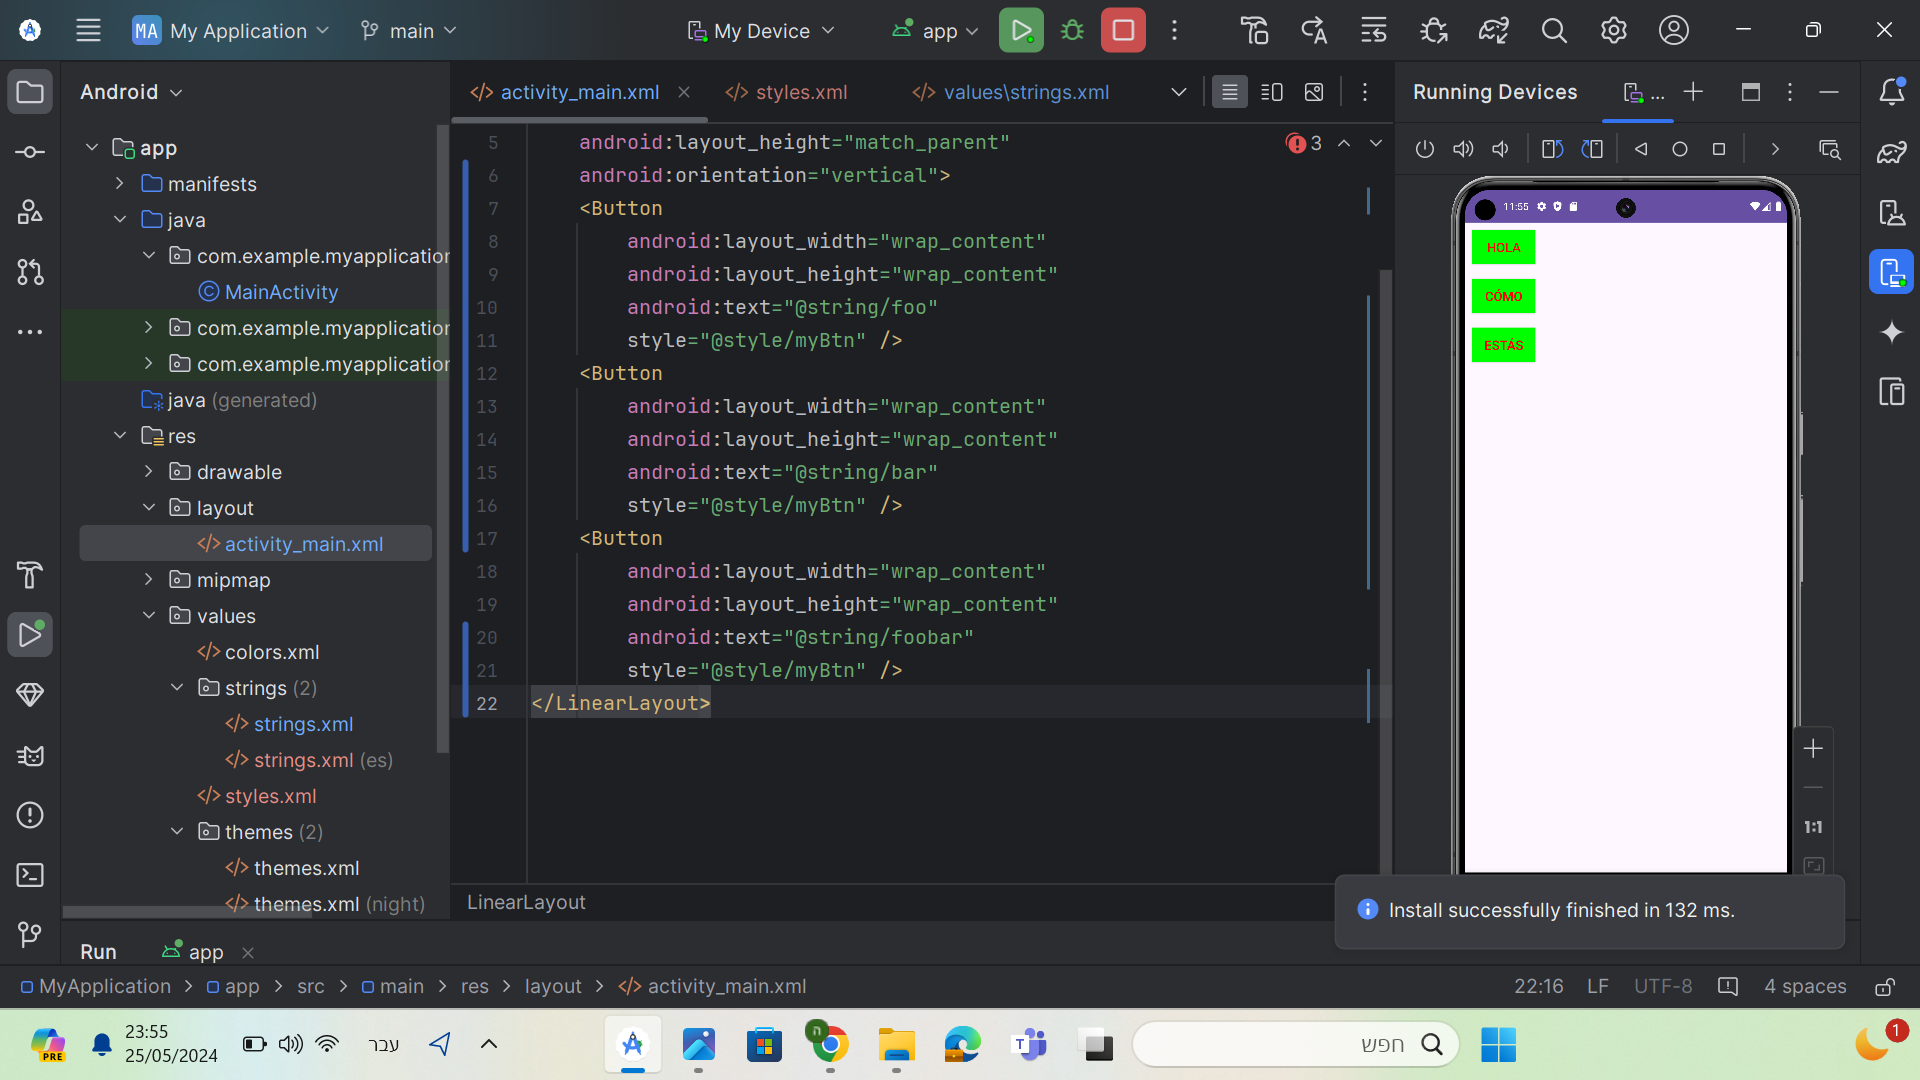 MA My Application
main
My Device
app
Android
activity_main.xml
styles.xml
values\strings.xml
Running Devices
...
app
manifests
java
com.example.myapplication
MainActivity
com.example.myapplication
com.example.myapplication
java (generated)
res
drawable
layout
activity_main.xml
mipmap
values
colors.xml
strings (2)
strings.xml
strings.xml (es)
styles.xml
themes (2)
themes.xml
themes.xml (night)
3
5 android:layout_height="match_parent"
6 android:orientation="vertical">
7 <Button
8 android:layout_width="wrap_content"
9 android:layout_height="wrap_content"
10 android:text="@string/foo"
11 style="@style/myBtn" />
12 <Button
13 android:layout_width="wrap_content"
14 android:layout_height="wrap_content"
15 android:text="@string/bar"
16 style="@style/myBtn" />
17 <Button
18 android:layout_width="wrap_content"
19 android:layout_height="wrap_content"
20 android:text="@string/foobar"
21 style="@style/myBtn" />
22 </LinearLayout>
LinearLayout
11:55
HOLA
CÓMO
ESTÁS
1:1
Install successfully finished in 132 ms.
Run
app
MyApplication > app > src > main > res > layout > activity_main.xml
22:16 LF UTF-8 4 spaces
PRE
23:55
25/05/2024
עבר
ה
חפש
1